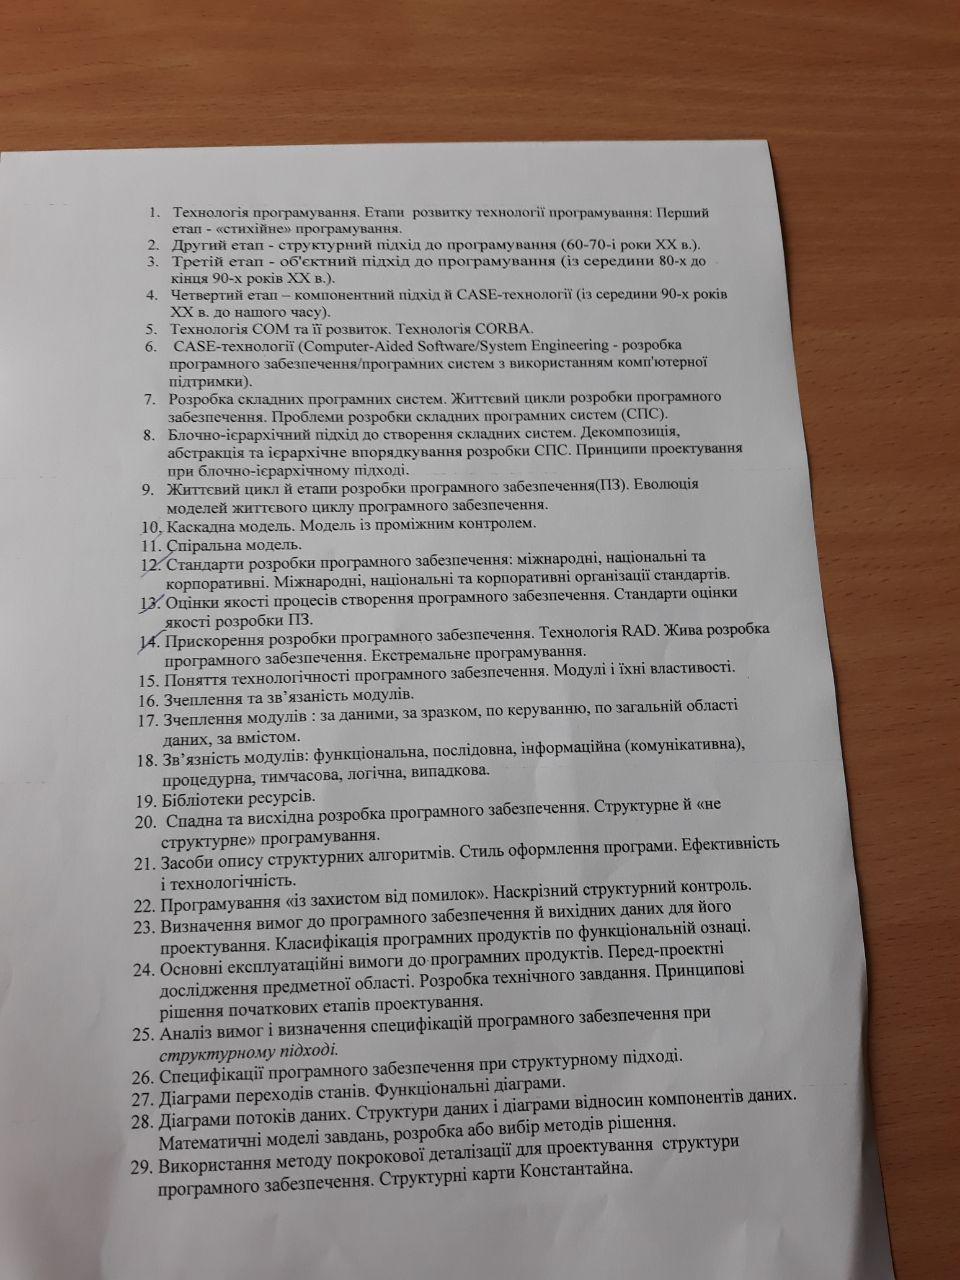 1. Технологія програмування. Етапи розвитку технології програмування: Перший
етап - «стихійне» програмування.
2. Другий етап - структурний підхід до програмування (60-70-і роки ХХ в.).
3. Третій етап - об'єктний підхід до програмування (із середини 80-х до
кінця 90-х років ХХ в.).
4. Четвертий етап – компонентний підхід й CASE-технології (із середини 90-х років
ХХ в. до нашого часу).
5. Технологія COM та її розвиток. Технологія CORBA.
6. CASE-технології (Computer-Aided Software/System Engineering - розробка
програмного забезпечення/програмних систем з використанням комп'ютерної
підтримки).
7. Розробка складних програмних систем. Життєвий цикли розробки програмного
забезпечення. Проблеми розробки складних програмних систем (СПС).
8. Блочно-ієрархічний підхід до створення складних систем. Декомпозиція,
абстракція та ієрархічне впорядкування розробки СПС. Принципи проектування
при блочно-ієрархічному підході.
9. Життєвий цикл й етапи розробки програмного забезпечення(ПЗ). Еволюція
моделей життєвого циклу програмного забезпечення.
10. Каскадна модель. Модель із проміжним контролем.
11. Спіральна модель.
12. Стандарти розробки програмного забезпечення: міжнародні, національні та
корпоративні. Міжнародні, національні та корпоративні організації стандартів.
13. Оцінки якості процесів створення програмного забезпечення. Стандарти оцінки
якості розробки ПЗ.
14. Прискорення розробки програмного забезпечення. Технологія RAD. Жива розробка
програмного забезпечення. Екстремальне програмування.
15. Поняття технологічності програмного забезпечення. Модулі і їхні властивості.
16. Зчеплення та зв’язаність модулів.
17. Зчеплення модулів : за даними, за зразком, по керуванню, по загальній області
даних, за вмістом.
18. Зв’язність модулів: функціональна, послідовна, інформаційна (комунікативна),
процедурна, тимчасова, логічна, випадкова.
19. Бібліотеки ресурсів.
20. Спадна та висхідна розробка програмного забезпечення. Структурне й «не
структурне» програмування.
21. Засоби опису структурних алгоритмів. Стиль оформлення програми. Ефективність
і технологічність.
22. Програмування «із захистом від помилок». Наскрізний структурний контроль.
23. Визначення вимог до програмного забезпечення й вихідних даних для його
проектування. Класифікація програмних продуктів по функціональній ознаці.
24. Основні експлуатаційні вимоги до програмних продуктів. Перед-проектні
дослідження предметної області. Розробка технічного завдання. Принципові
рішення початкових етапів проектування.
25. Аналіз вимог і визначення специфікацій програмного забезпечення при
структурному підході.
26. Специфікації програмного забезпечення при структурному підході.
27. Діаграми переходів станів. Функціональні діаграми.
28. Діаграми потоків даних. Структури даних і діаграми відносин компонентів даних.
Математичні моделі завдань, розробка або вибір методів рішення.
29. Використання методу покрокової деталізації для проектування структури
програмного забезпечення. Структурні карти Константайна.